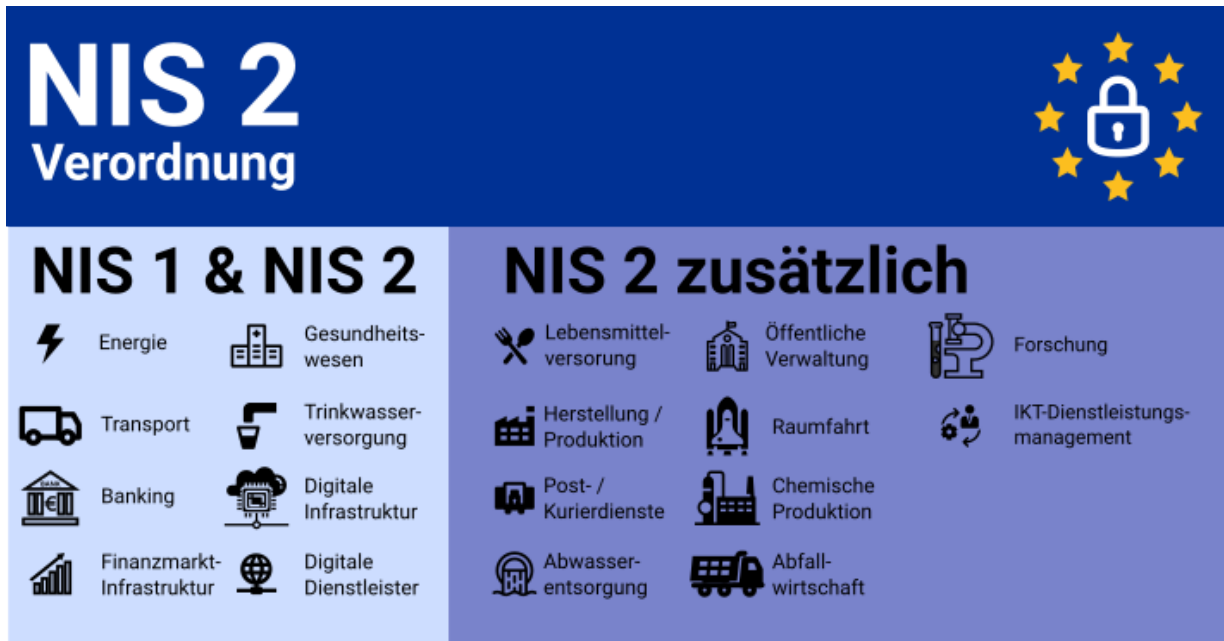 NIS 2
Verordnung
NIS 1 & NIS 2
Energie
Gesundheits-
wesen
Transport
Trinkwasser-
versorgung
BANK
Banking
Digitale
Infrastruktur
Finanzmarkt-
Infrastruktur
Digitale
Dienstleister
NIS 2 zusätzlich
Lebensmittel-
versorung
Öffentliche
Verwaltung
Forschung
Herstellung /
Produktion
Raumfahrt
IKT-Dienstleistungs-
management
Post- /
Kurierdienste
Chemische
Produktion
Abwasser-
entsorgung
Abfall-
wirtschaft